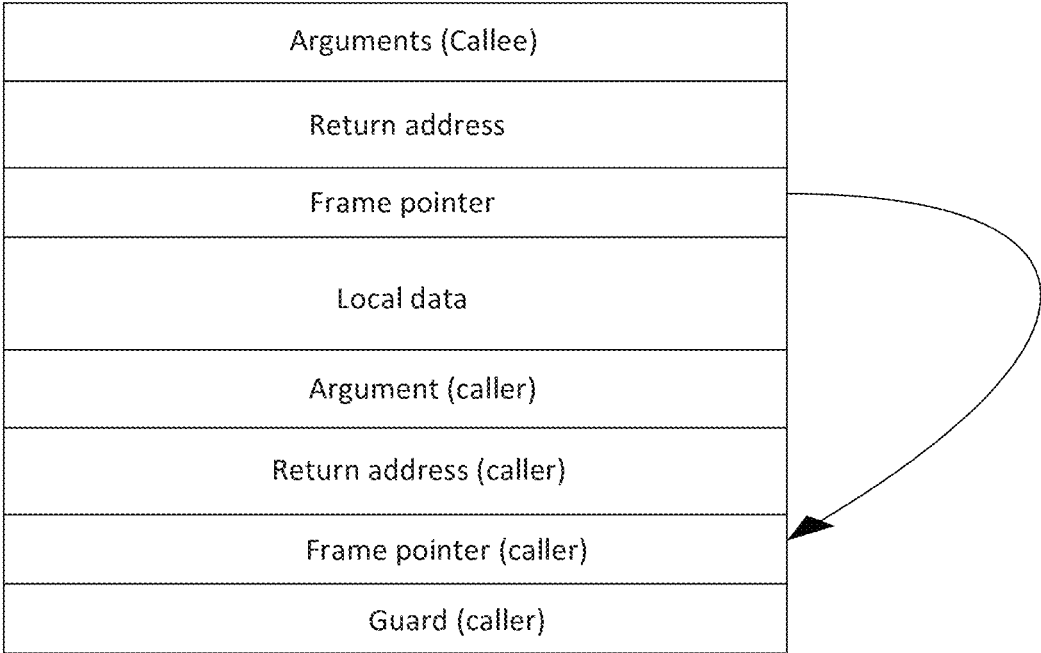 Arguments (Callee)
Return address
Frame pointer
Local data
Argument (caller)
Return address (caller)
Frame pointer (caller)
Guard (caller)